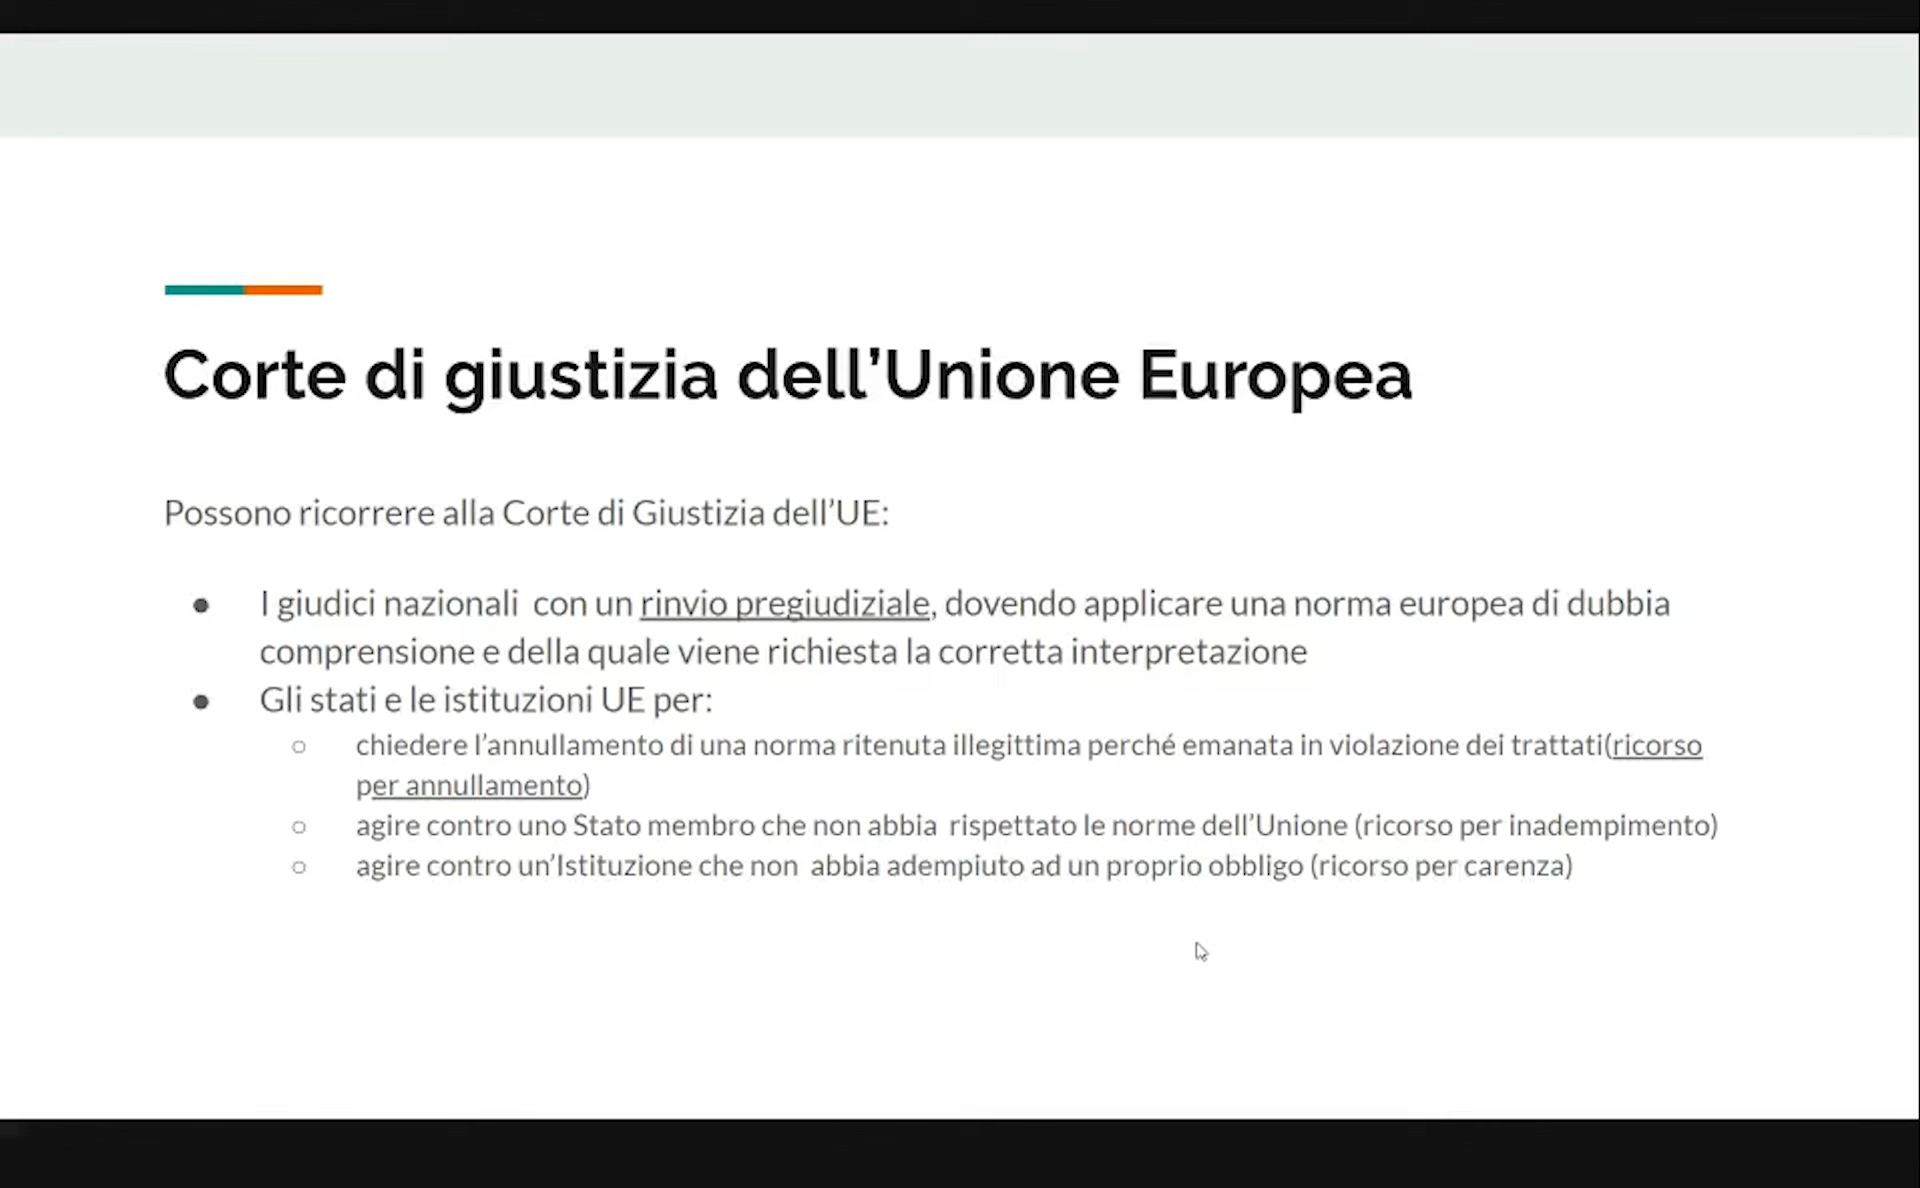 Corte di giustizia dell’Unione Europea
Possono ricorrere alla Corte di Giustizia dell’UE:
● I giudici nazionali con un rinvio pregiudiziale, dovendo applicare una norma europea di dubbia
comprensione e della quale viene richiesta la corretta interpretazione
● Gli stati e le istituzioni UE per:
○ chiedere l’annullamento di una norma ritenuta illegittima perché emanata in violazione dei trattati(ricorso
per annullamento)
○ agire contro uno Stato membro che non abbia rispettato le norme dell’Unione (ricorso per inadempimento)
○ agire contro un’Istituzione che non abbia adempiuto ad un proprio obbligo (ricorso per carenza)